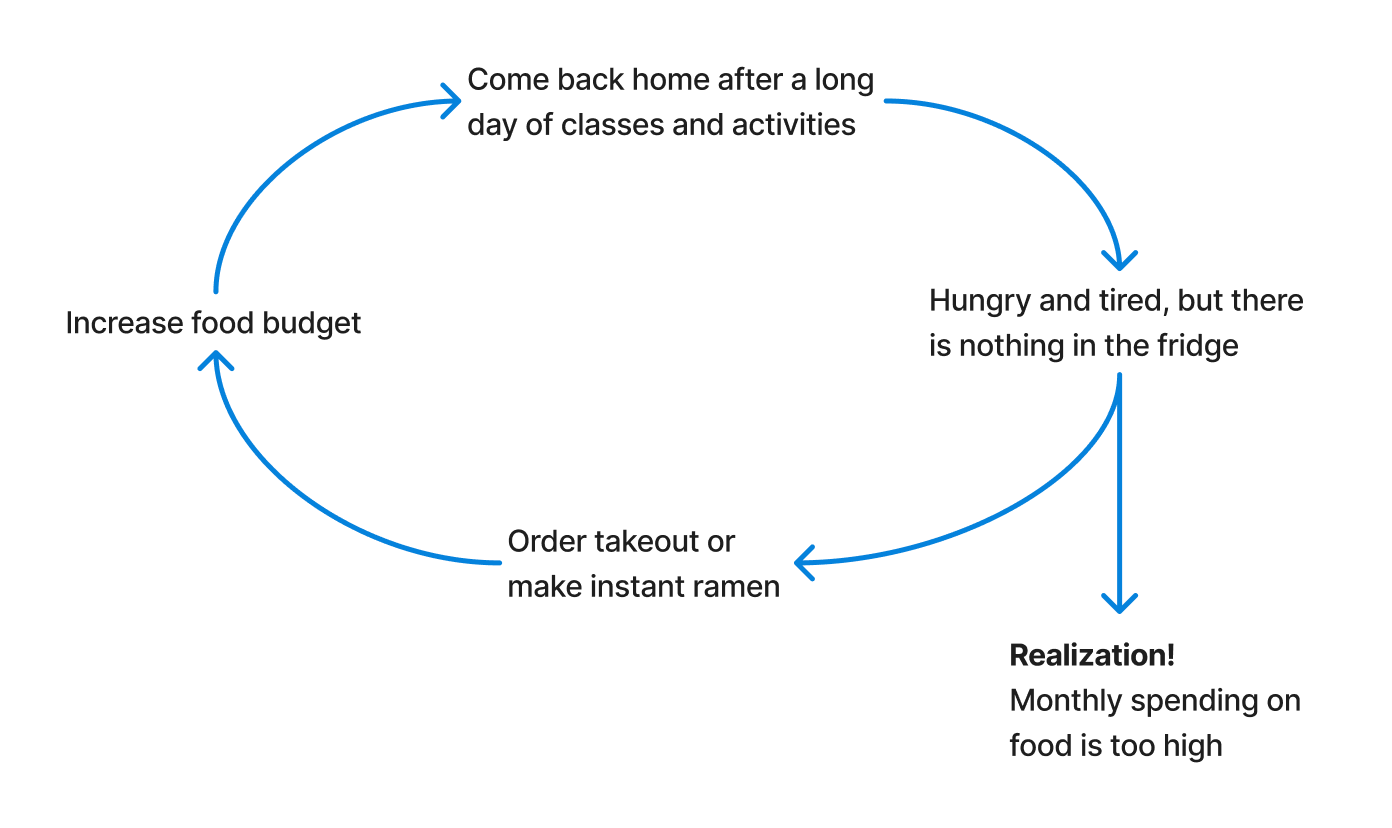 Come back home after a long
day of classes and activities
Hungry and tired, but there
is nothing in the fridge
Increase food budget
Order takeout or
make instant ramen
Realization!
Monthly spending on
food is too high